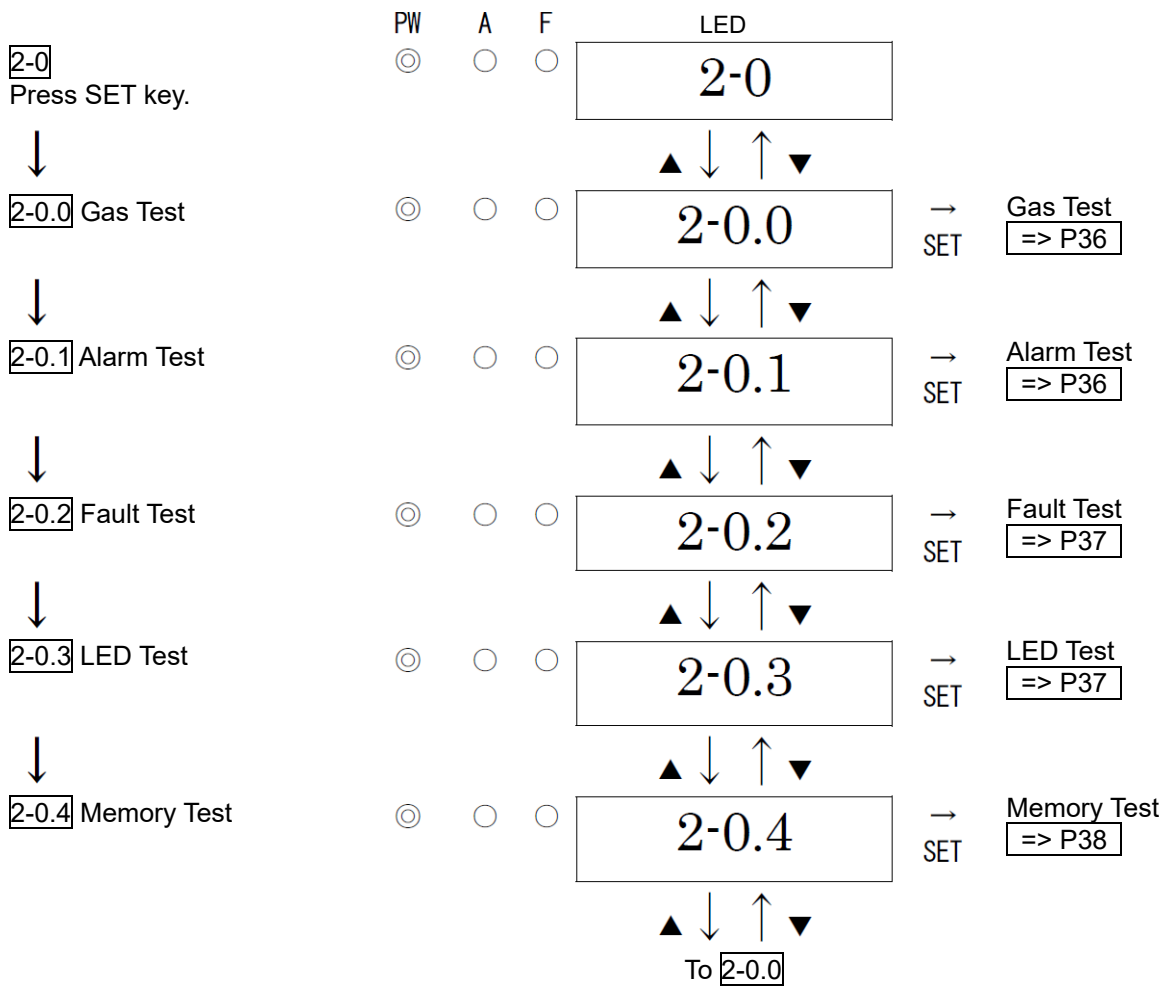 PW A F LED
2-0 ◎ ○ ○ 2-0
Press SET key.
↓ ▲ ↓ ↑ ▼
2-0.0 Gas Test ◎ ○ ○ 2-0.0 → Gas Test
SET => P36
↓ ▲ ↓ ↑ ▼
2-0.1 Alarm Test ◎ ○ ○ 2-0.1 → Alarm Test
SET => P36
↓ ▲ ↓ ↑ ▼
2-0.2 Fault Test ◎ ○ ○ 2-0.2 → Fault Test
SET => P37
↓ ▲ ↓ ↑ ▼
2-0.3 LED Test ◎ ○ ○ 2-0.3 → LED Test
SET => P37
↓ ▲ ↓ ↑ ▼
2-0.4 Memory Test ◎ ○ ○ 2-0.4 → Memory Test
SET => P38
▲ ↓ ↑ ▼
To 2-0.0